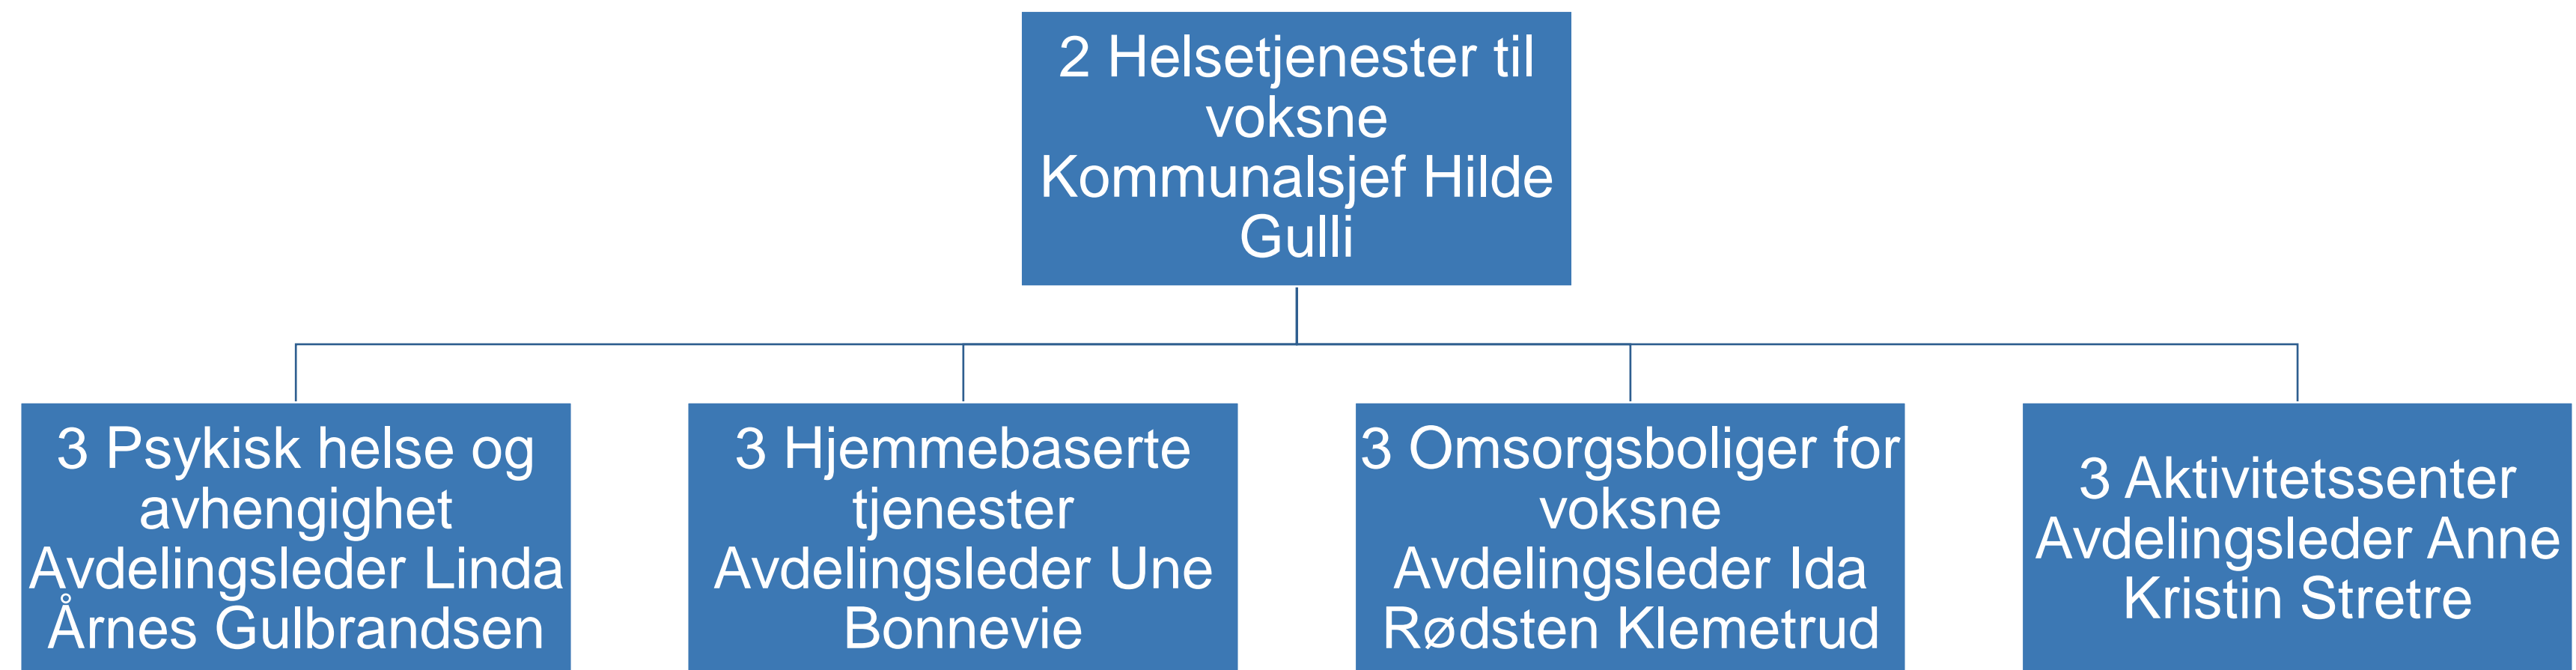 2 Helsetjenester til
voksne
Kommunalsjef Hilde
Gulli
3 Psykisk helse og
avhengighet
Avdelingsleder Linda
Årnes Gulbrandsen
3 Hjemmebaserte
tjenester
Avdelingsleder Une
Bonnevie
3 Omsorgsboliger for
voksne
Avdelingsleder Ida
Rødsten Klemetrud
3 Aktivitetssenter
Avdelingsleder Anne
Kristin Stretre